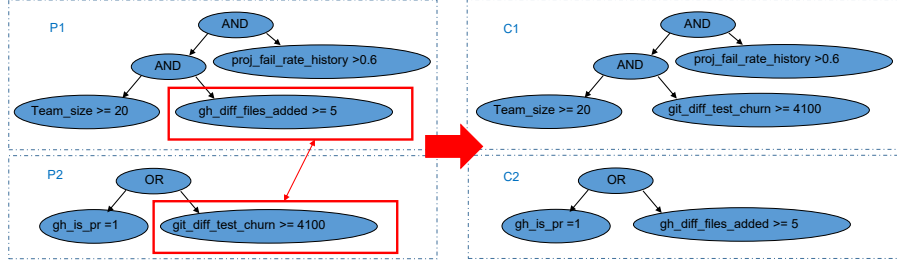 P1
AND
AND
proj_fail_rate_history >0.6
Team_size >= 20
gh_diff_files_added >= 5
P2
OR
gh_is_pr =1
git_diff_test_churn >= 4100
C1
AND
AND
proj_fail_rate_history >0.6
Team_size >= 20
git_diff_test_churn >= 4100
C2
OR
gh_is_pr =1
gh_diff_files_added >= 5